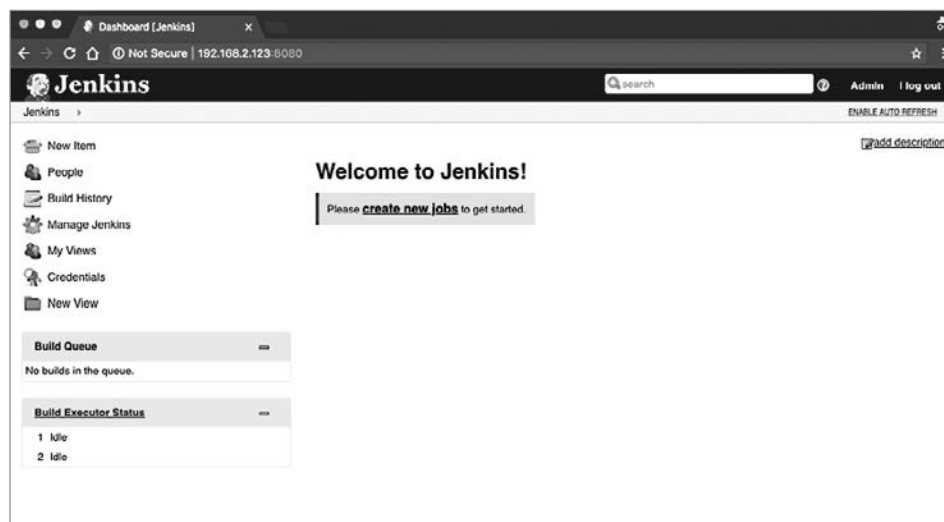 Dashboard [Jenkins]
Not Secure | 192.168.2.123:8080
Jenkins
search
Admin | log out
Jenkins
ENABLE AUTO REFRESH
New Item
People
Build History
Manage Jenkins
My Views
Credentials
New View
add description
Welcome to Jenkins!
Please create new jobs to get started.
Build Queue
No builds in the queue.
Build Executor Status
1 Idle
2 Idle